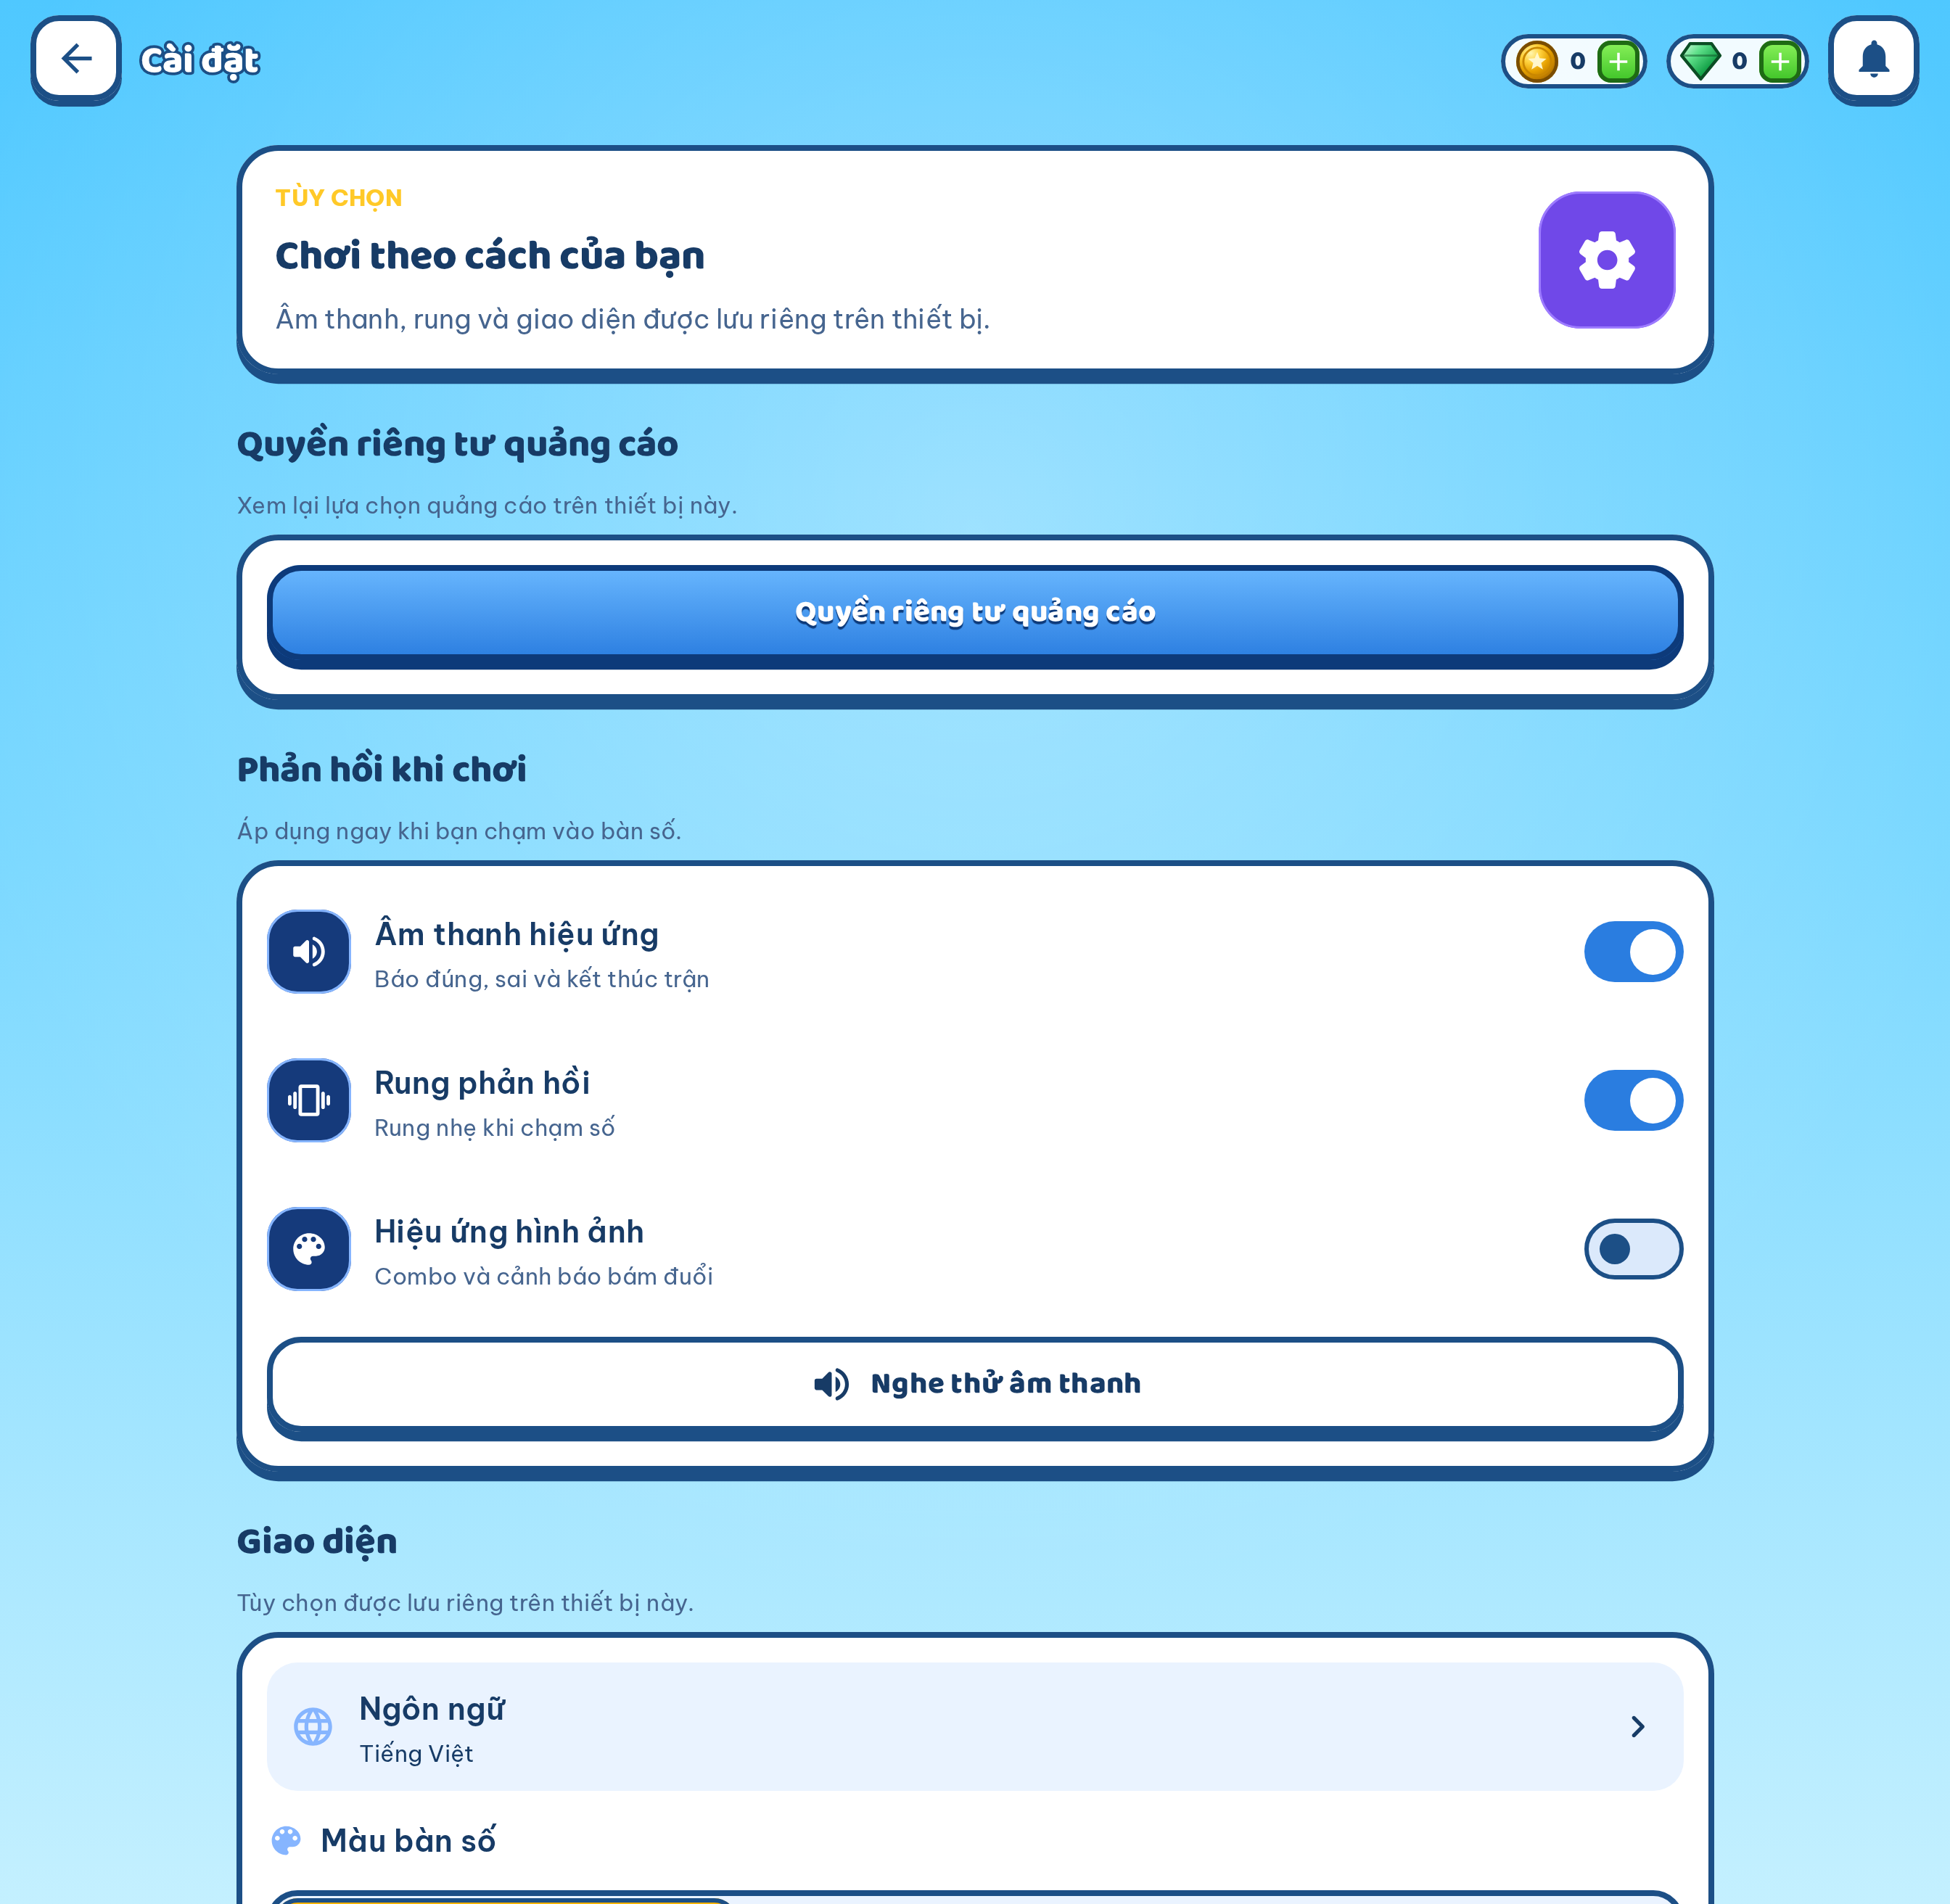 Cài đặt
0
0
TÙY CHỌN
Chơi theo cách của bạn
Âm thanh, rung và giao diện được lưu riêng trên thiết bị.
Quyền riêng tư quảng cáo
Xem lại lựa chọn quảng cáo trên thiết bị này.
Quyền riêng tư quảng cáo
Phản hồi khi chơi
Áp dụng ngay khi bạn chạm vào bàn số.
Âm thanh hiệu ứng
Báo đúng, sai và kết thúc trận
Rung phản hồi
Rung nhẹ khi chạm số
Hiệu ứng hình ảnh
Combo và cảnh báo bám đuổi
Nghe thử âm thanh
Giao diện
Tùy chọn được lưu riêng trên thiết bị này.
Ngôn ngữ
Tiếng Việt
Màu bàn số